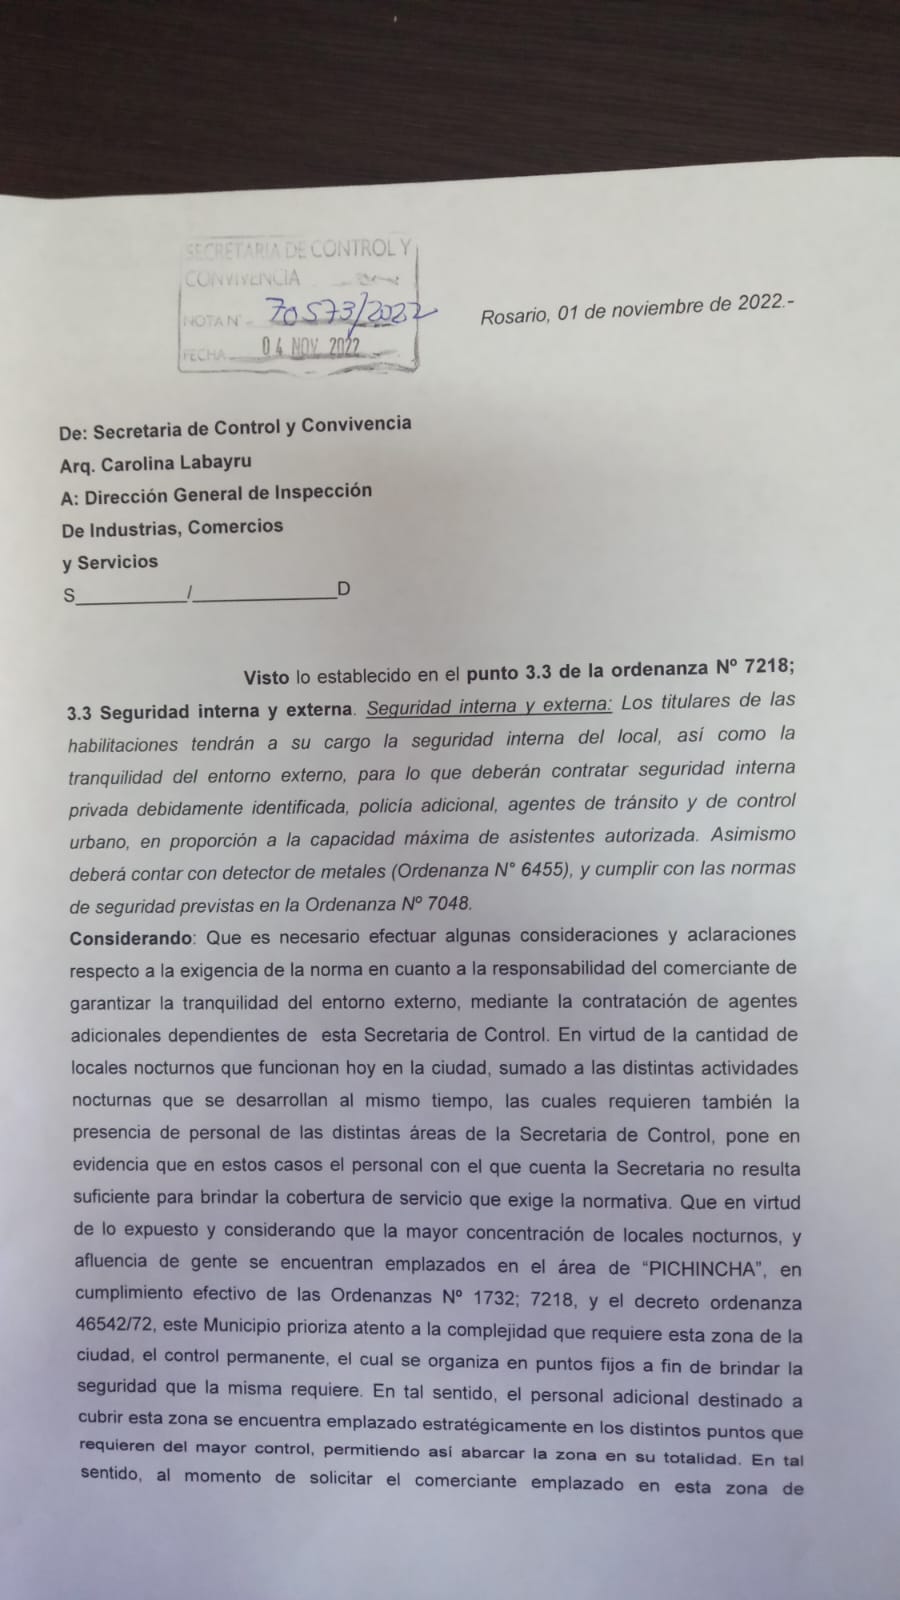 SECRETARIA DE CONTROL Y
CONVIVENCIA
NOTA Nº 70573/2022
FECHA 04 NOV 2022
Rosario, 01 de noviembre de 2022.-
De: Secretaria de Control y Convivencia
Arq. Carolina Labayru
A: Dirección General de Inspección
De Industrias, Comercios
y Servicios
S__________/_____________D
Visto lo establecido en el punto 3.3 de la ordenanza Nº 7218;
3.3 Seguridad interna y externa. Seguridad interna y externa: Los titulares de las
habilitaciones tendrán a su cargo la seguridad interna del local, así como la
tranquilidad del entorno externo, para lo que deberán contratar seguridad interna
privada debidamente identificada, policía adicional, agentes de tránsito y de control
urbano, en proporción a la capacidad máxima de asistentes autorizada. Asimismo
deberá contar con detector de metales (Ordenanza N° 6455), y cumplir con las normas
de seguridad previstas en la Ordenanza Nº 7048.
Considerando: Que es necesario efectuar algunas consideraciones y aclaraciones
respecto a la exigencia de la norma en cuanto a la responsabilidad del comerciante de
garantizar la tranquilidad del entorno externo, mediante la contratación de agentes
adicionales dependientes de esta Secretaria de Control. En virtud de la cantidad de
locales nocturnos que funcionan hoy en la ciudad, sumado a las distintas actividades
nocturnas que se desarrollan al mismo tiempo, las cuales requieren también la
presencia de personal de las distintas áreas de la Secretaria de Control, pone en
evidencia que en estos casos el personal con el que cuenta la Secretaria no resulta
suficiente para brindar la cobertura de servicio que exige la normativa. Que en virtud
de lo expuesto y considerando que la mayor concentración de locales nocturnos, y
afluencia de gente se encuentran emplazados en el área de “PICHINCHA”, en
cumplimiento efectivo de las Ordenanzas Nº 1732; 7218, y el decreto ordenanza
46542/72, este Municipio prioriza atento a la complejidad que requiere esta zona de la
ciudad, el control permanente, el cual se organiza en puntos fijos a fin de brindar la
seguridad que la misma requiere. En tal sentido, el personal adicional destinado a
cubrir esta zona se encuentra emplazado estratégicamente en los distintos puntos que
requieren del mayor control, permitiendo así abarcar la zona en su totalidad. En tal
sentido, al momento de solicitar el comerciante emplazado en esta zona de